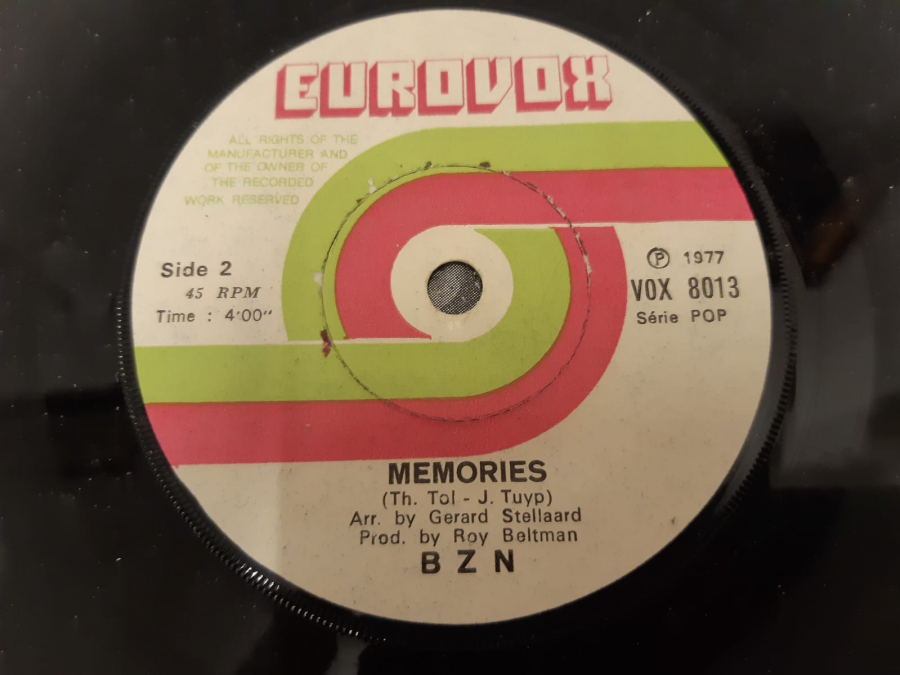 EUROVOX
ALL RIGHTS OF THE
MANUFACTURER AND
OF THE OWNER OF
THE RECORDED
WORK RESERVED
Side 2
45 RPM
Time : 4'00"
℗ 1977
VOX 8013
Série POP
MEMORIES
(Th. Tol - J. Tuyp)
Arr. by Gerard Stellaard
Prod. by Roy Beltman
B Z N